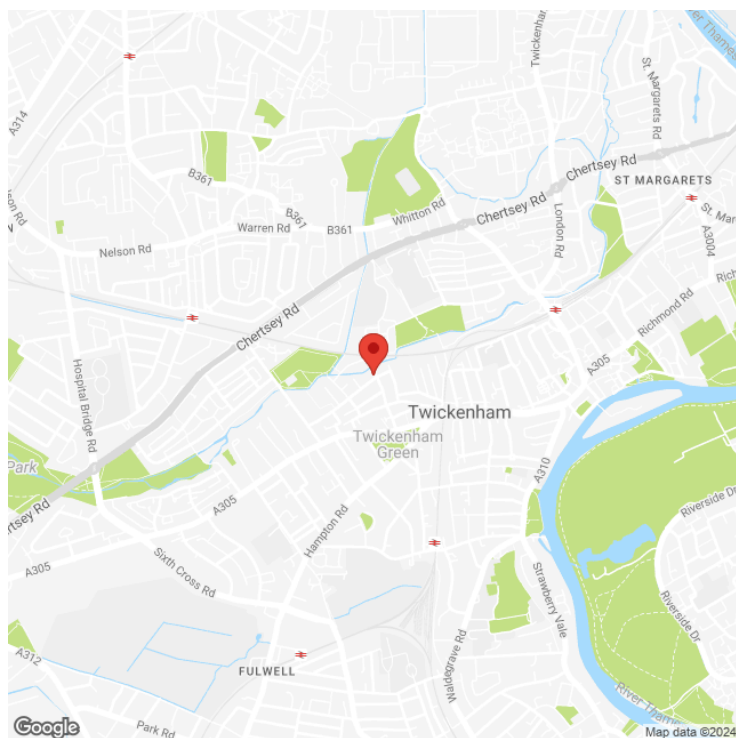 River Thames
A314
St. Margarets Rd
Twickenham
Chertsey Rd
B361
ST MARGARETS
B361
Whitton Rd
Chertsey Rd
London Rd
Warren Rd
B361
Nelson Rd
A3004
Richmond Rd
Chertsey Rd
A305
Hospital Bridge Rd
Twickenham
Twickenham
Green
Park
A310
A305
Hampton Rd
Riverside Dr
A305
Sixth Cross Rd
Strawberry Vale
Riverside Dr
A312
FULWELL
Waldegrave Rd
River Thames
Park Rd
Google
Map data ©2024